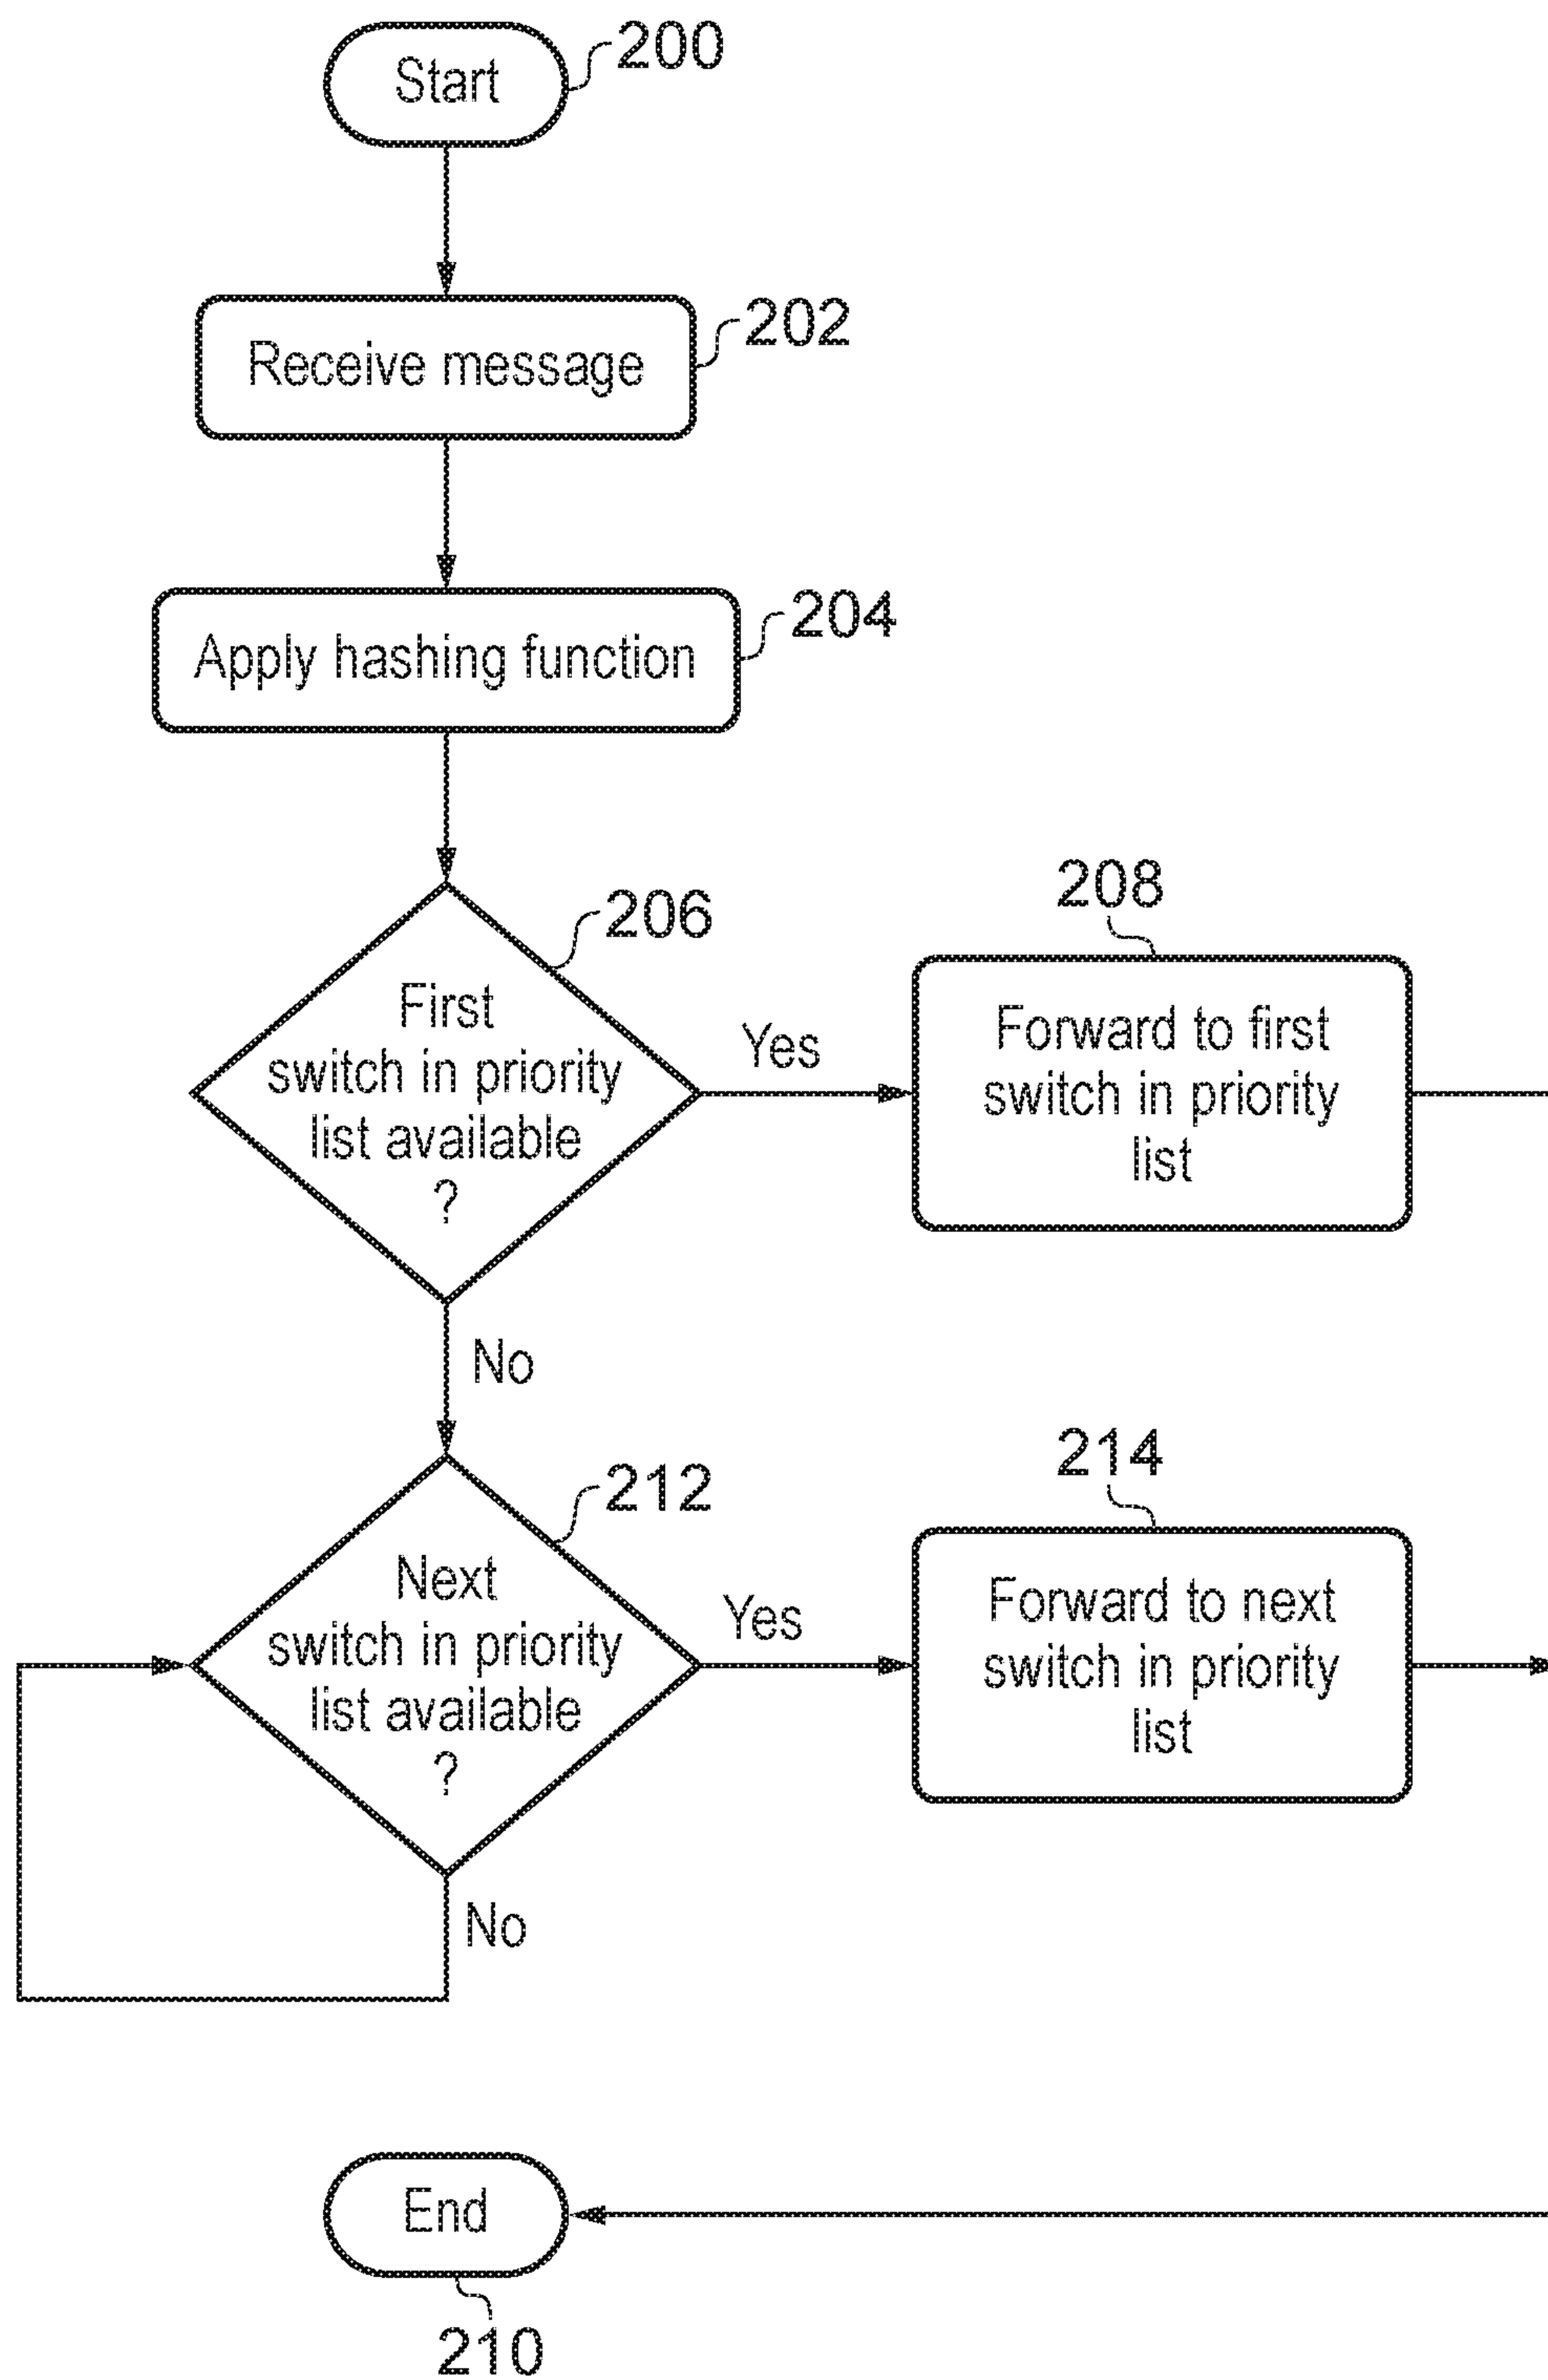 Start
200
Receive message
202
Apply hashing function
204
First
switch in priority
list available
?
206
Yes
Forward to first
switch in priority
list
208
No
Next
switch in priority
list available
?
212
Yes
Forward to next
switch in priority
list
214
No
End
210